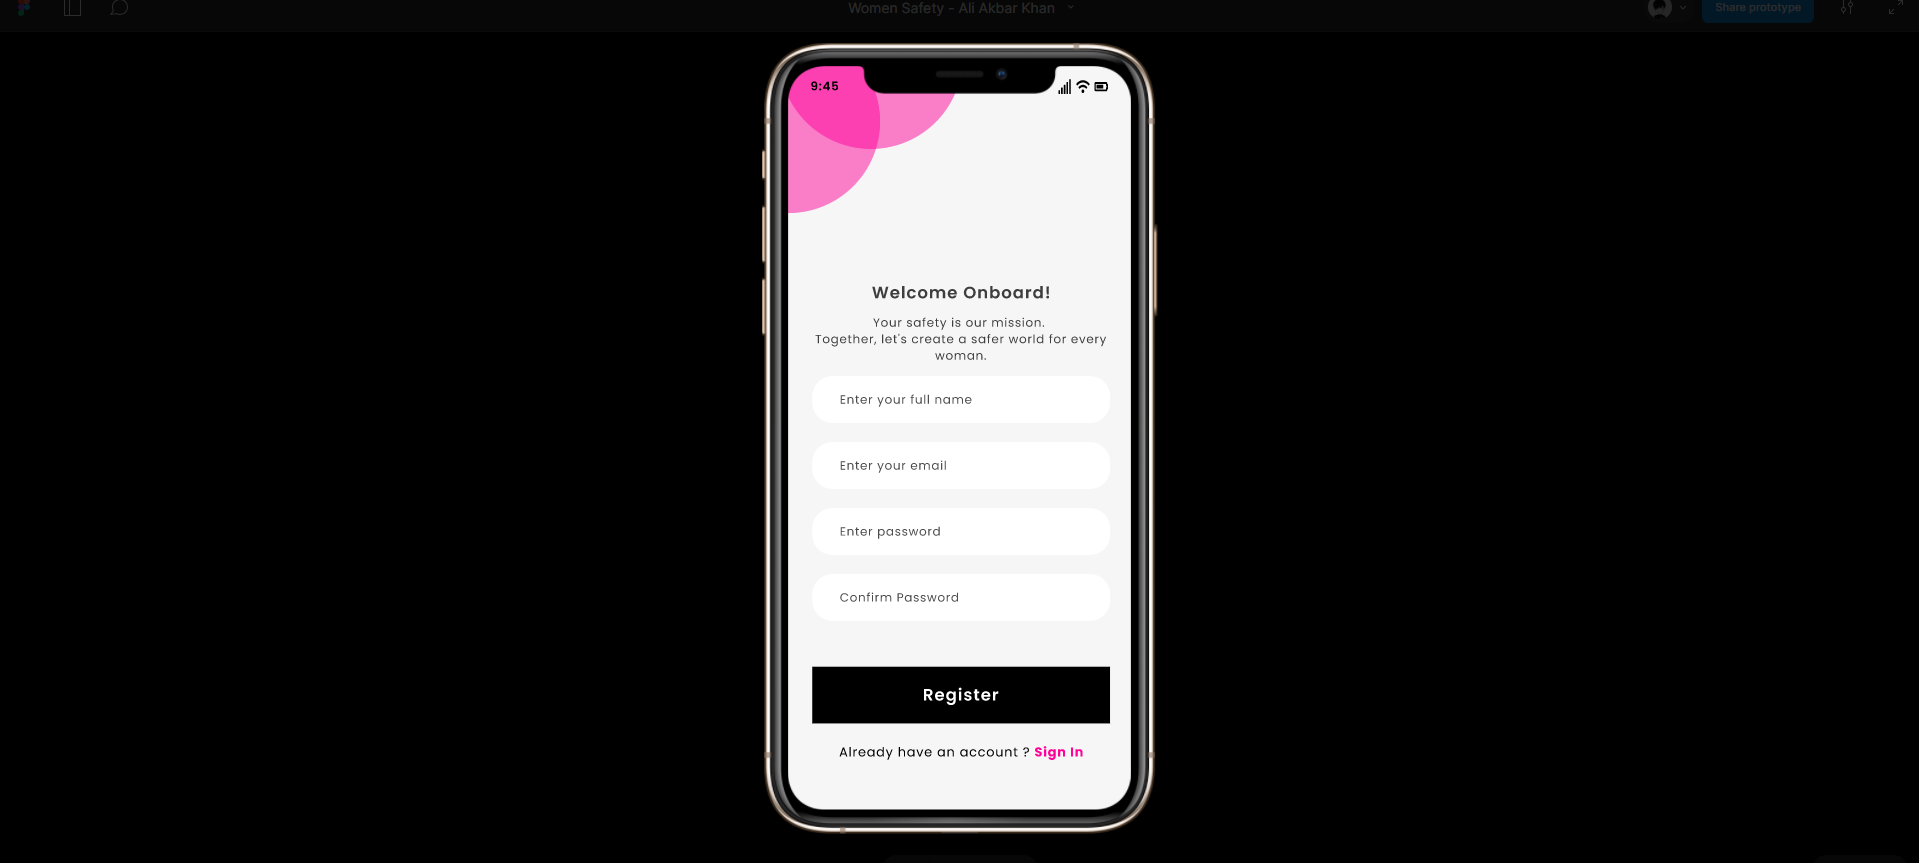 Women Safety - Ali Akbar Khan
Share prototype
9:45
Welcome Onboard!
Your safety is our mission.
Together, let's create a safer world for every
woman.
Enter your full name
Enter your email
Enter password
Confirm Password
Register
Already have an account ? Sign In